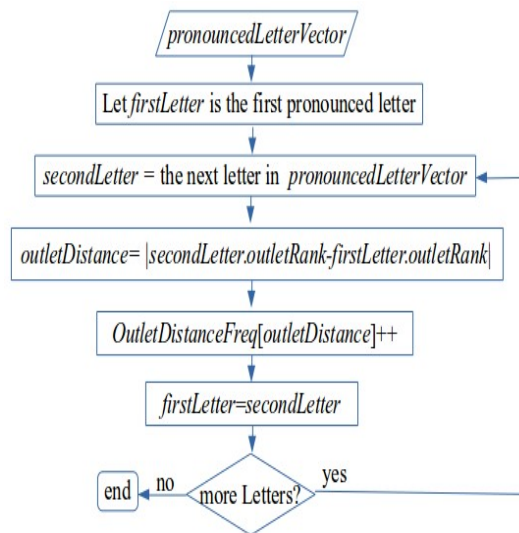 pronouncedLetterVector
Let firstLetter is the first pronounced letter
secondLetter = the next letter in pronouncedLetterVector
outletDistance= |secondLetter.outletRank-firstLetter.outletRank|
OutletDistanceFreq[outletDistance]++
firstLetter=secondLetter
more Letters?
yes
no
end